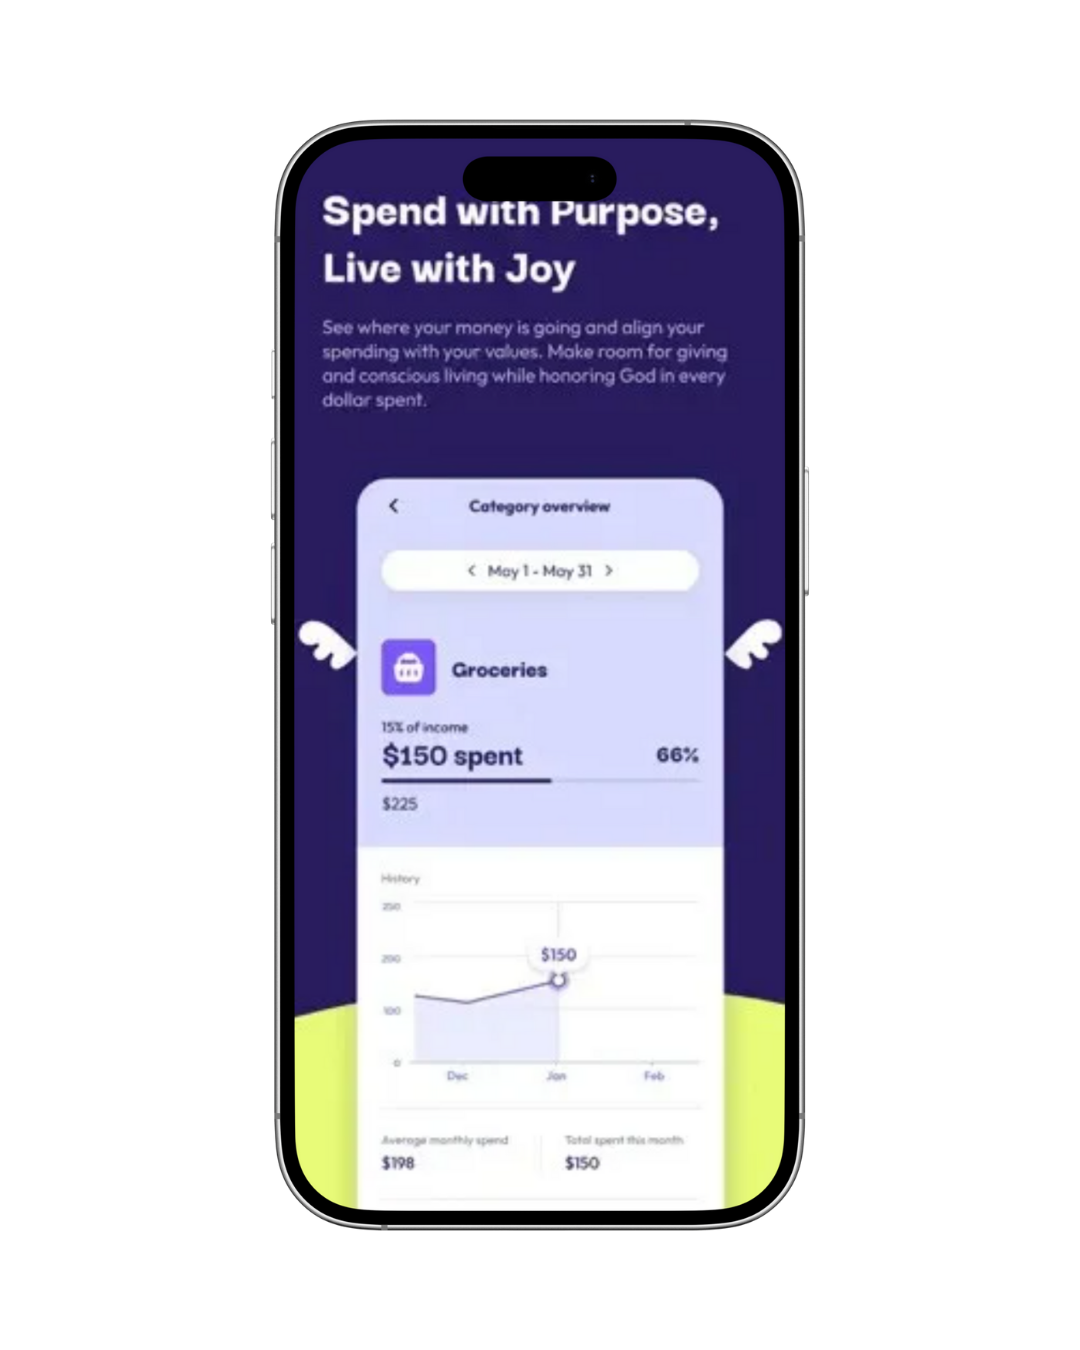 Spend with Purpose,
Live with Joy
See where your money is going and align your
spending with your values. Make room for giving
and conscious living while honoring God in every
dollar spent.
Category overview
May 1 - May 31
Groceries
15% of income
$150 spent
66%
$225
History
250
200
$150
100
0
Dec
Jan
Feb
Average monthly spend
Total spent this month
$198
$150